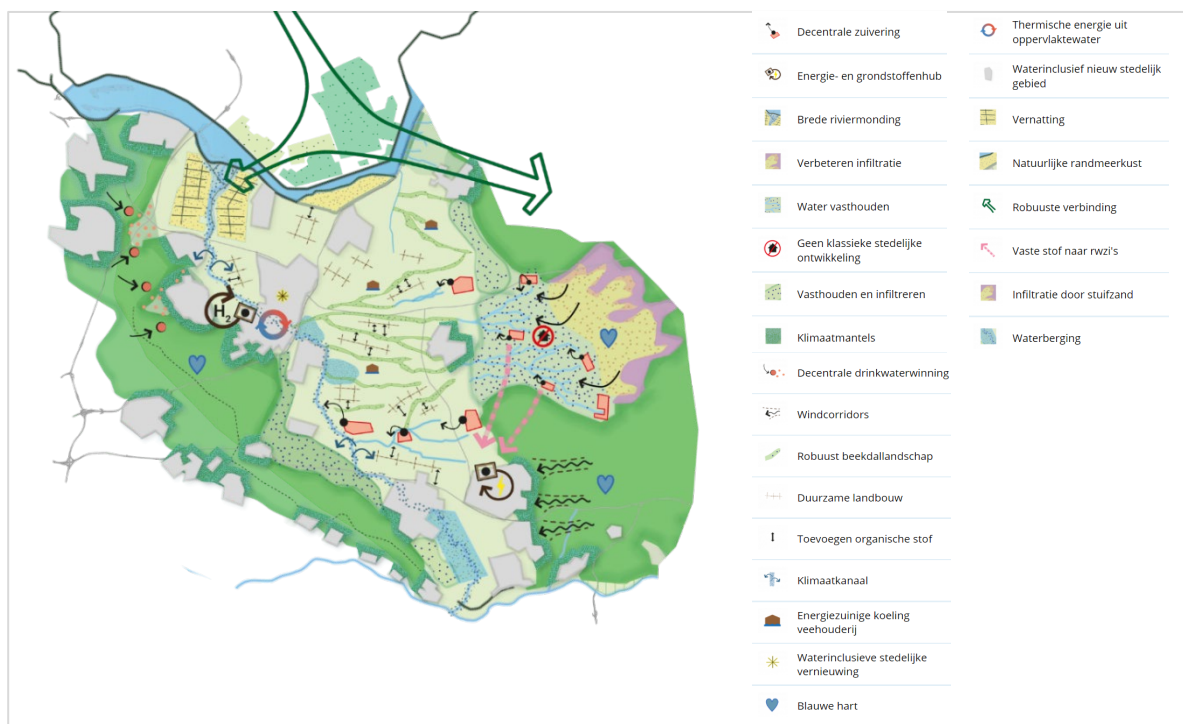 H2
Decentrale zuivering
Energie- en grondstoffenhub
Brede riviermonding
Verbeteren infiltratie
Water vasthouden
Geen klassieke stedelijke
ontwikkeling
Vasthouden en infiltreren
Klimaatmantels
Decentrale drinkwaterwinning
Windcorridors
Robuust beekdallandschap
Duurzame landbouw
Toevoegen organische stof
Klimaatkanaal
Energiezuinige koeling
veehouderij
Waterinclusieve stedelijke
vernieuwing
Blauwe hart
Thermische energie uit
oppervlaktewater
Waterinclusief nieuw stedelijk
gebied
Vernatting
Natuurlijke randmeerkust
Robuuste verbinding
Vaste stof naar rwzi's
Infiltratie door stuifzand
Waterberging